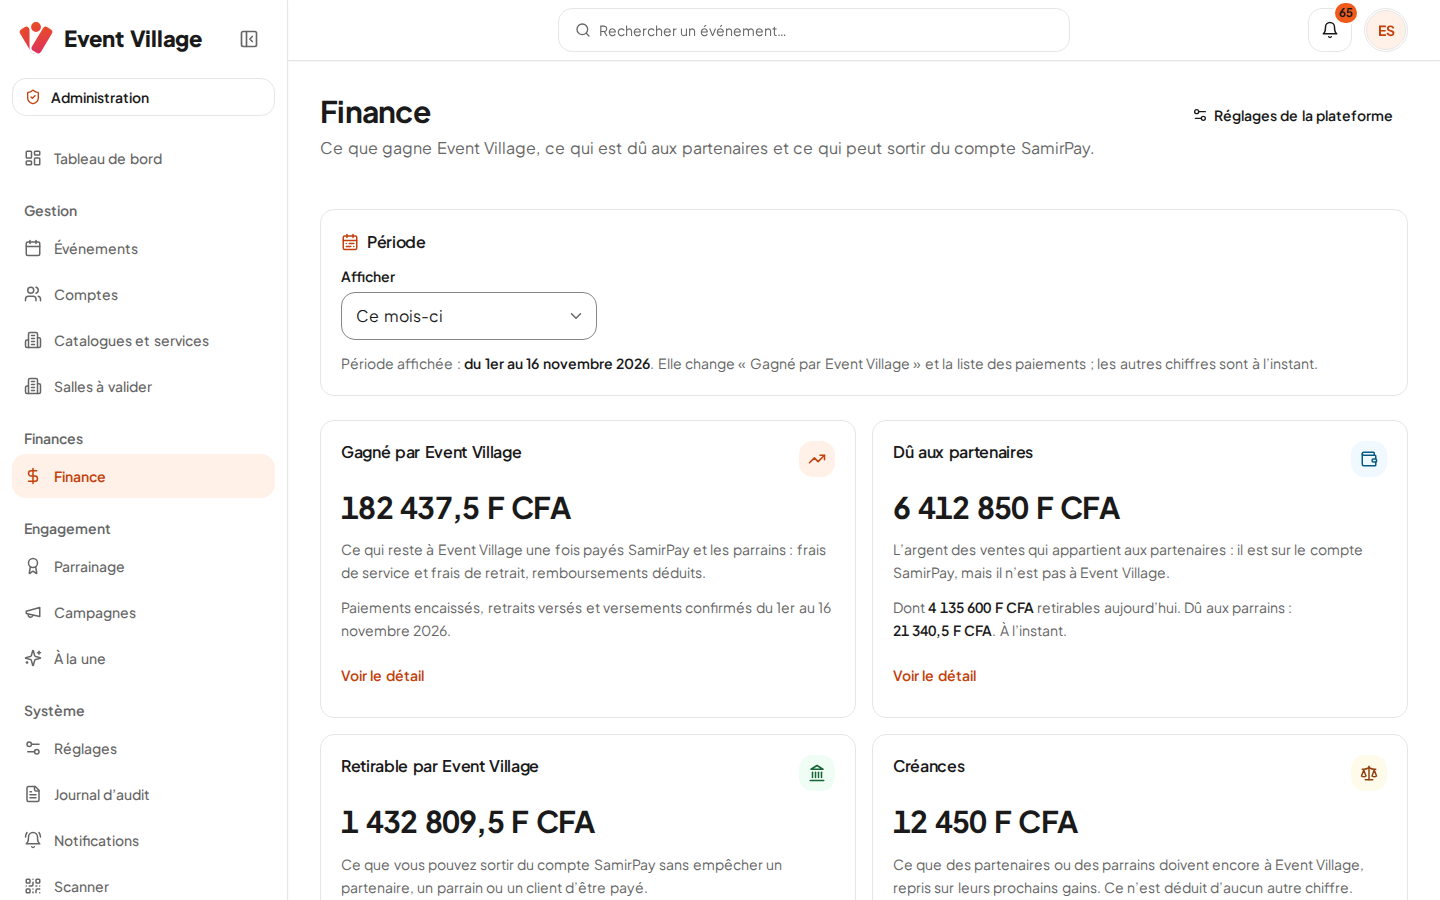 Event Village
Administration
Tableau de bord
Gestion
Événements
Comptes
Catalogues et services
Salles à valider
Finances
Finance
Engagement
Parrainage
Campagnes
À la une
Système
Réglages
Journal d'audit
Notifications
Scanner
Rechercher un événement…
65
ES
Finance
Réglages de la plateforme
Ce que gagne Event Village, ce qui est dû aux partenaires et ce qui peut sortir du compte SamirPay.
Période
Afficher
Ce mois-ci
Période affichée : du 1er au 16 novembre 2026. Elle change « Gagné par Event Village » et la liste des paiements ; les autres chiffres sont à l'instant.
Gagné par Event Village
182 437,5 F CFA
Ce qui reste à Event Village une fois payés SamirPay et les parrains : frais
de service et frais de retrait, remboursements déduits.
Paiements encaissés, retraits versés et versements confirmés du 1er au 16
novembre 2026.
Voir le détail
Dû aux partenaires
6 412 850 F CFA
L'argent des ventes qui appartient aux partenaires : il est sur le compte
SamirPay, mais il n'est pas à Event Village.
Dont 4 135 600 F CFA retirables aujourd'hui. Dû aux parrains :
21 340,5 F CFA. À l'instant.
Voir le détail
Retirable par Event Village
1 432 809,5 F CFA
Ce que vous pouvez sortir du compte SamirPay sans empêcher un
partenaire, un parrain ou un client d'être payé.
Créances
12 450 F CFA
Ce que des partenaires ou des parrains doivent encore à Event Village,
repris sur leurs prochains gains. Ce n'est déduit d'aucun autre chiffre.